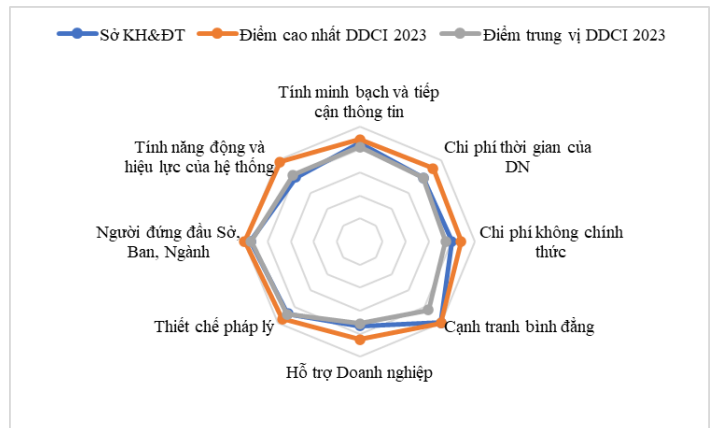 Sở KH&ĐT Điểm cao nhất DDCI 2023 Điểm trung vị DDCI 2023
Tính minh bạch và tiếp
cận thông tin
Chi phí thời gian của
DN
Chi phí không chính
thức
Cạnh tranh bình đẳng
Hỗ trợ Doanh nghiệp
Thiết chế pháp lý
Người đứng đầu Sở,
Ban, Ngành
Tính năng động và
hiệu lực của hệ thống